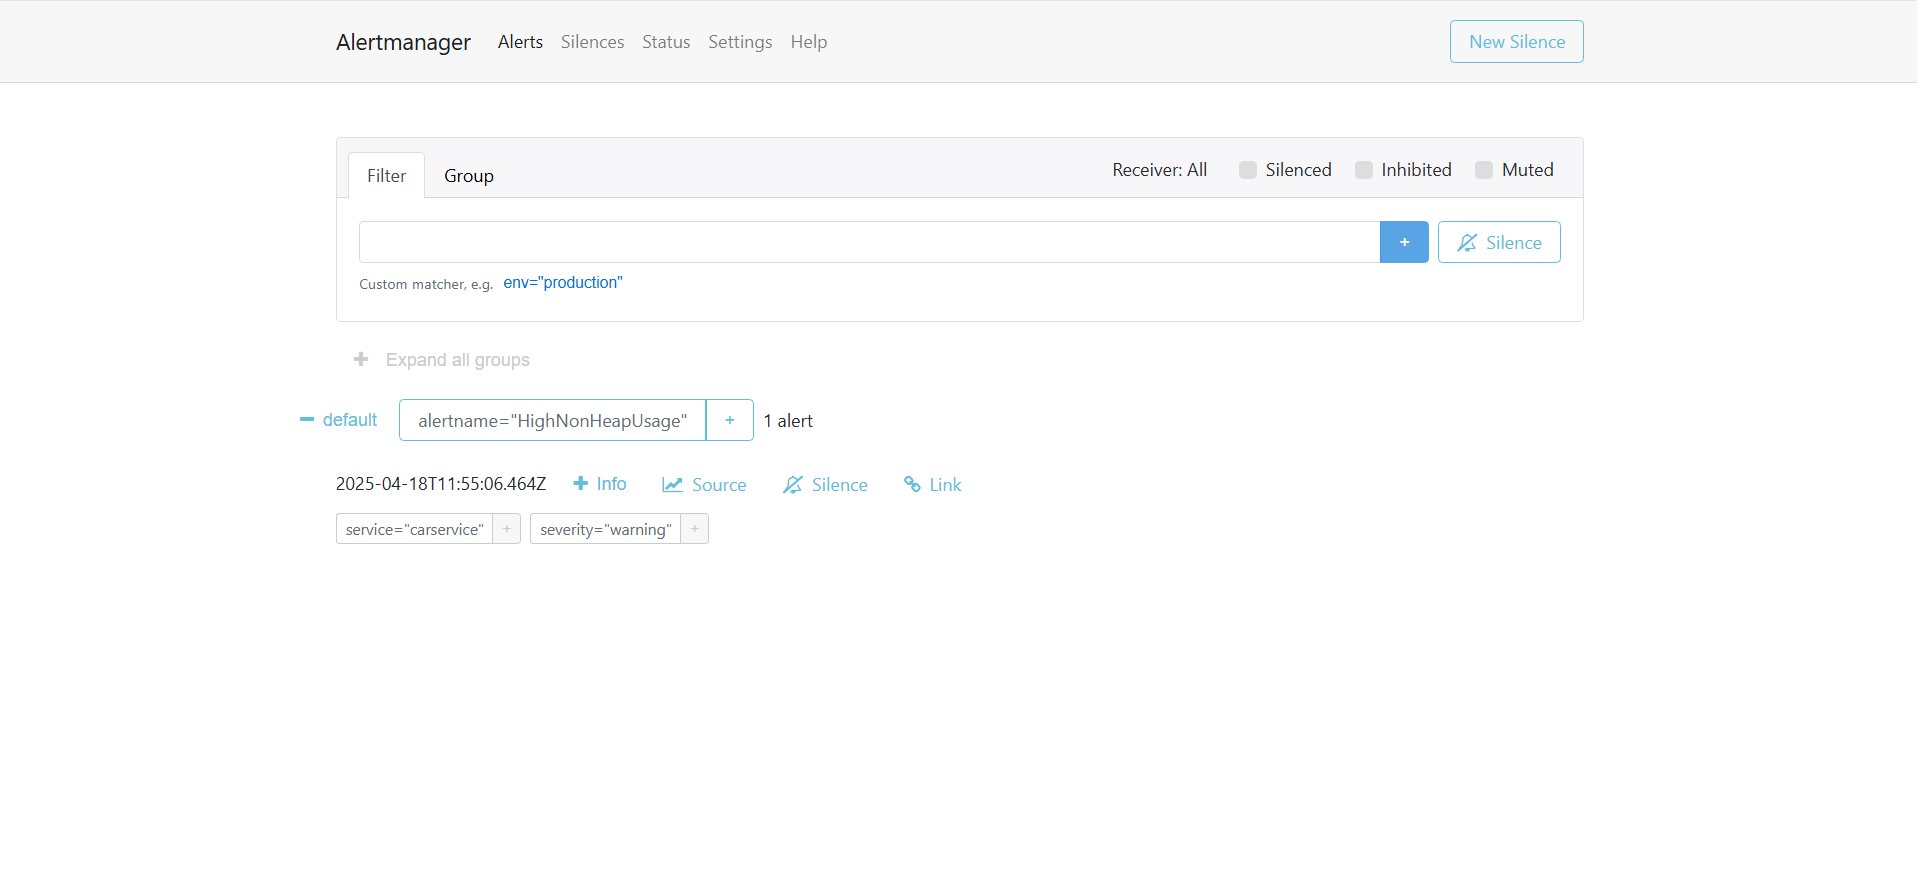 Alertmanager Alerts Silences Status Settings Help New Silence
Filter Group Receiver: All Silenced Inhibited Muted
+ Silence
Custom matcher, e.g. env="production"
+ Expand all groups
− default alertname="HighNonHeapUsage" + 1 alert
2025-04-18T11:55:06.464Z + Info Source Silence Link
service="carservice" + severity="warning" +